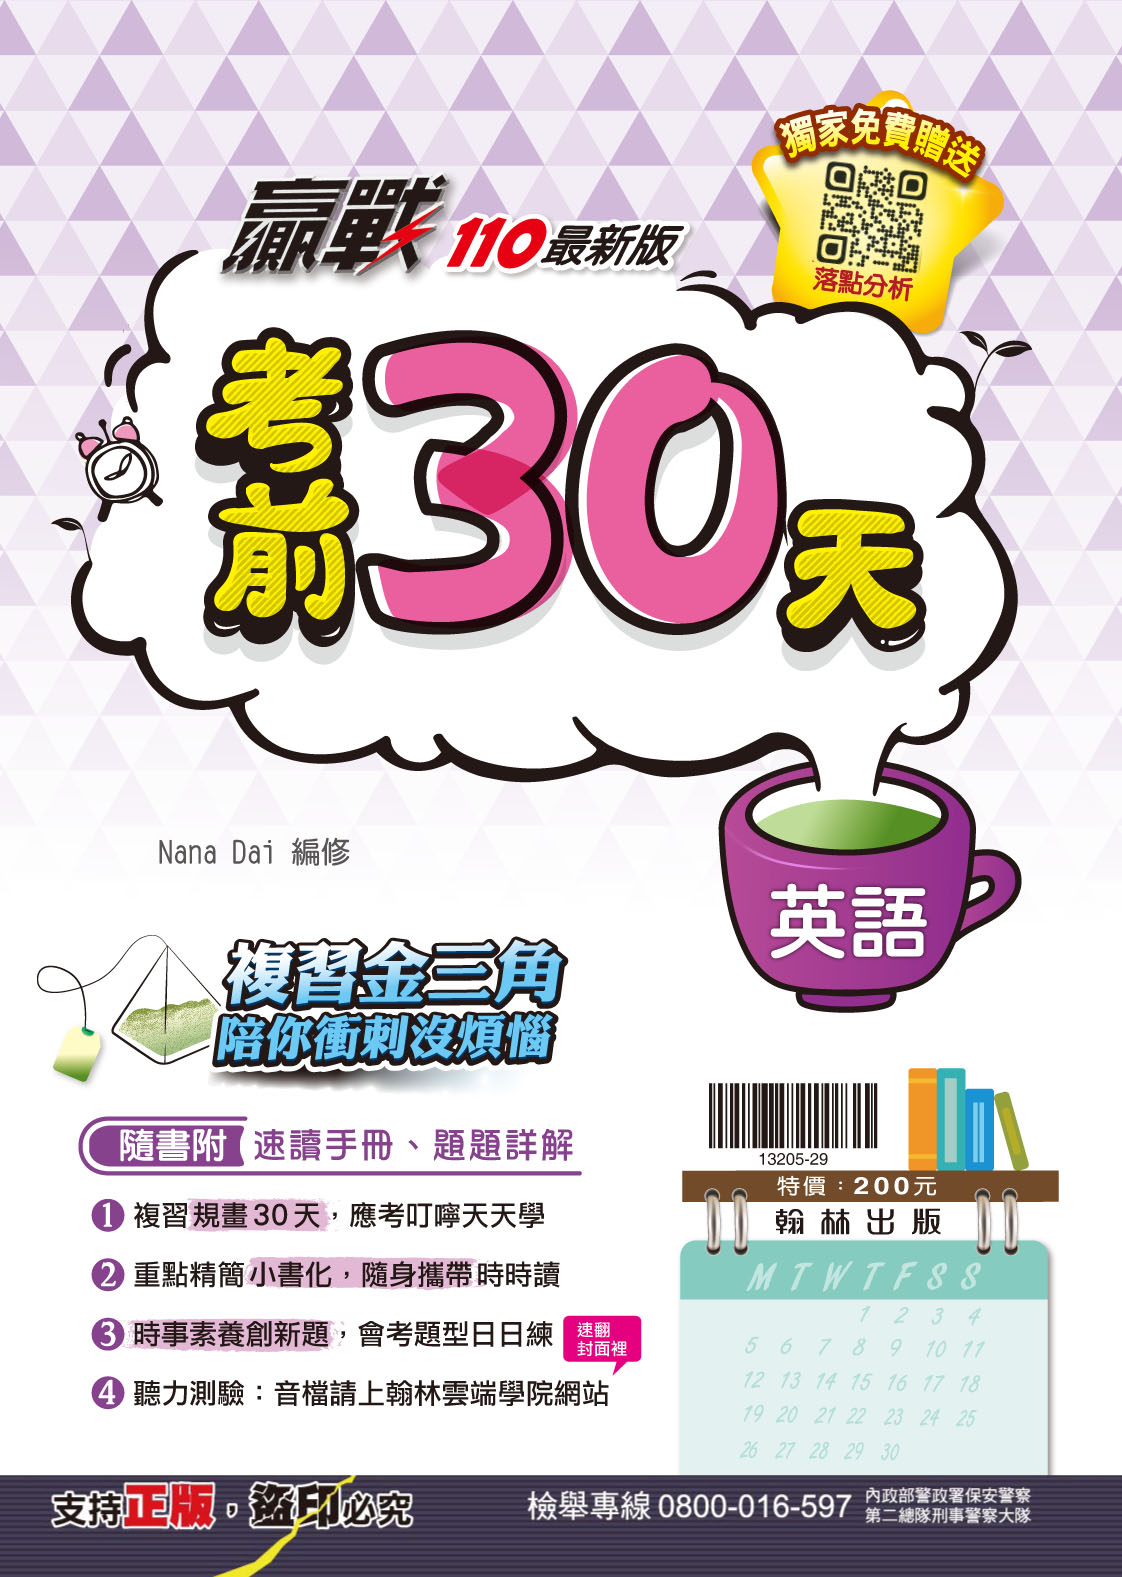 獨家免費贈送
落點分析
贏戰 110最新版
考前30天
Nana Dai 編修
英語
複習金三角
陪你衝刺沒煩惱
隨書附 速讀手冊、題題詳解
1 複習規畫30天，應考叮嚀天天學
2 重點精簡小書化，隨身攜帶時時讀
3 時事素養創新題，會考題型日日練
速翻
封面裡
4 聽力測驗：音檔請上翰林雲端學院網站
13205-29
特價：200元
翰林出版
M T W T F S S
1 2 3 4
5 6 7 8 9 10 11
12 13 14 15 16 17 18
19 20 21 22 23 24 25
26 27 28 29 30
支持正版，盜印必究
檢舉專線 0800-016-597
內政部警政署保安警察
第二總隊刑事警察大隊